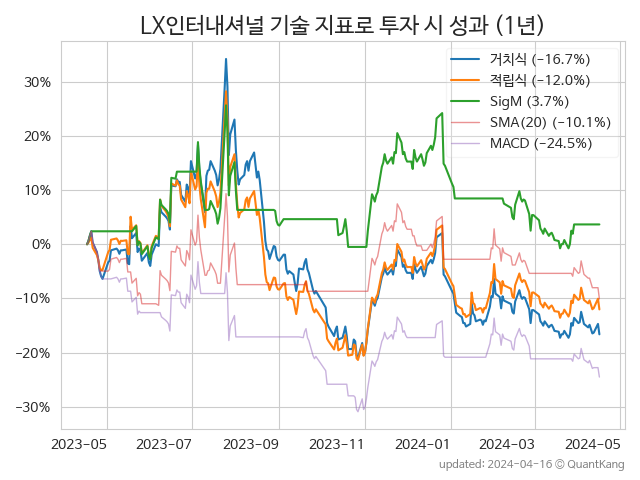 LX인터내셔널 기술 지표로 투자 시 성과 (1년)
거치식 (−16.7%)
적립식 (−12.0%)
SigM (3.7%)
SMA(20) (−10.1%)
MACD (−24.5%)
30%
20%
10%
0%
−10%
−20%
−30%
2023-05 2023-07 2023-09 2023-11 2024-01 2024-03 2024-05
updated: 2024-04-16 © QuantKang